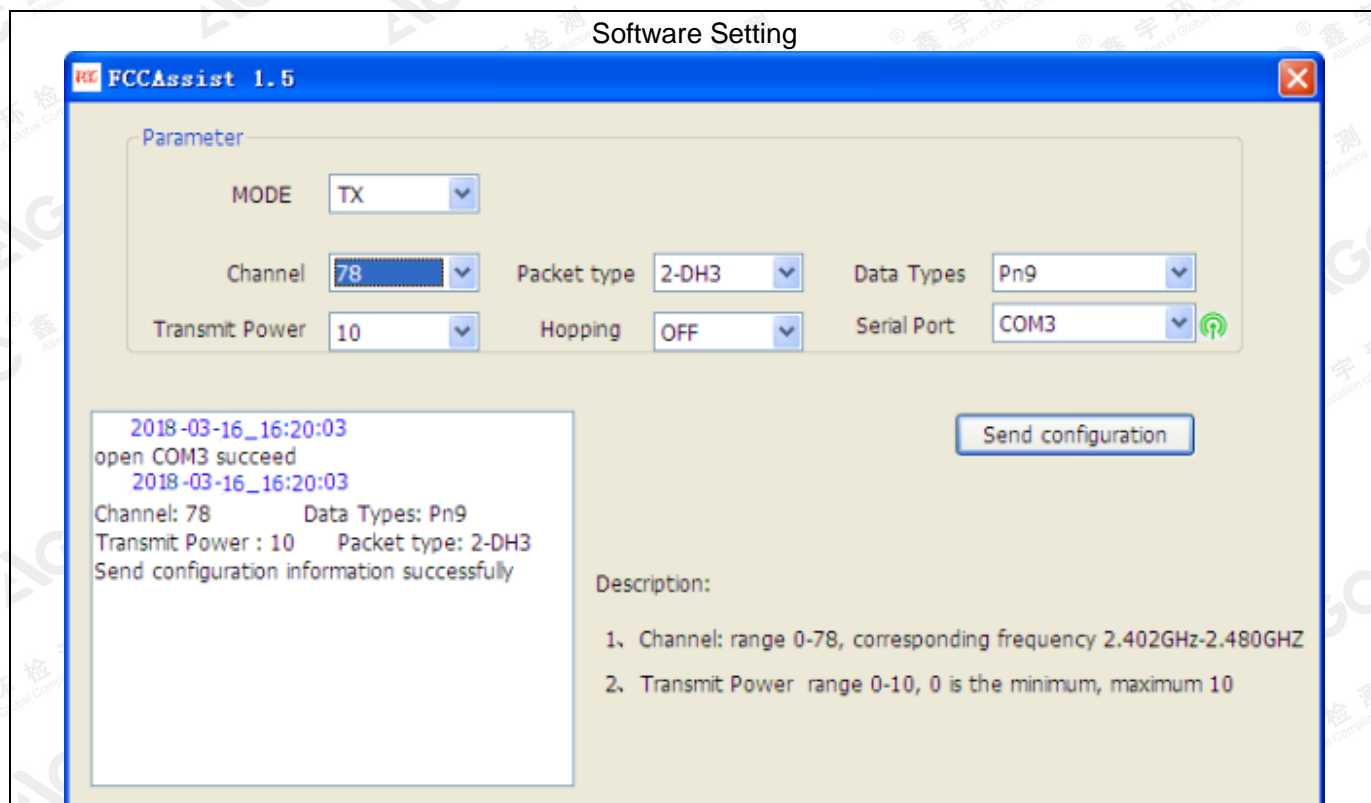 Software Setting
FCCAssist 1.5
Parameter
MODE TX
Channel 78 Packet type 2-DH3 Data Types Pn9
Transmit Power 10 Hopping OFF Serial Port COM3
2018-03-16_16:20:03
open COM3 succeed
2018-03-16_16:20:03
Channel: 78 Data Types: Pn9
Transmit Power : 10 Packet type: 2-DH3
Send configuration information successfully
Send configuration
Description:
1、Channel: range 0-78, corresponding frequency 2.402GHz-2.480GHZ
2、Transmit Power range 0-10, 0 is the minimum, maximum 10